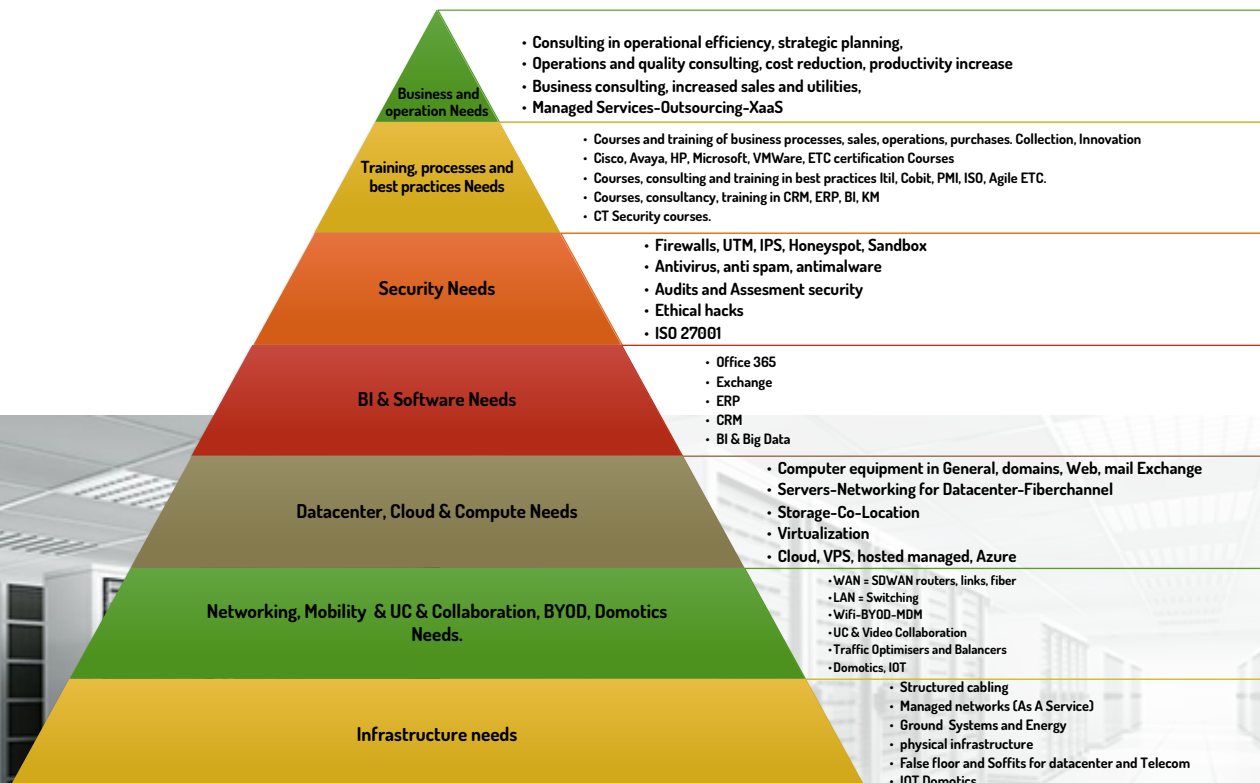 Business and
operation Needs
• Consulting in operational efficiency, strategic planning,
• Operations and quality consulting, cost reduction, productivity increase
• Business consulting, increased sales and utilities,
• Managed Services-Outsourcing-XaaS
Training, processes and
best practices Needs
• Courses and training of business processes, sales, operations, purchases. Collection, Innovation
• Cisco, Avaya, HP, Microsoft, VMWare, ETC certification Courses
• Courses, consulting and training in best practices Itil, Cobit, PMI, ISO, Agile ETC.
• Courses, consultancy, training in CRM, ERP, BI, KM
• CT Security courses.
Security Needs
• Firewalls, UTM, IPS, Honeyspot, Sandbox
• Antivirus, anti spam, antimalware
• Audits and Assesment security
• Ethical hacks
• ISO 27001
BI & Software Needs
• Office 365
• Exchange
• ERP
• CRM
• BI & Big Data
Datacenter, Cloud & Compute Needs
• Computer equipment in General, domains, Web, mail Exchange
• Servers-Networking for Datacenter-Fiberchannel
• Storage-Co-Location
• Virtualization
• Cloud, VPS, hosted managed, Azure
Networking, Mobility & UC & Collaboration, BYOD, Domotics
Needs.
•WAN = SDWAN routers, links, fiber
•LAN = Switching
•Wifi-BYOD-MDM
•UC & Video Collaboration
•Traffic Optimisers and Balancers
•Domotics, IOT
Infrastructure needs
• Structured cabling
• Managed networks (As A Service)
• Ground Systems and Energy
• physical infrastructure
• False floor and Soffits for datacenter and Telecom
• IOT Domotics